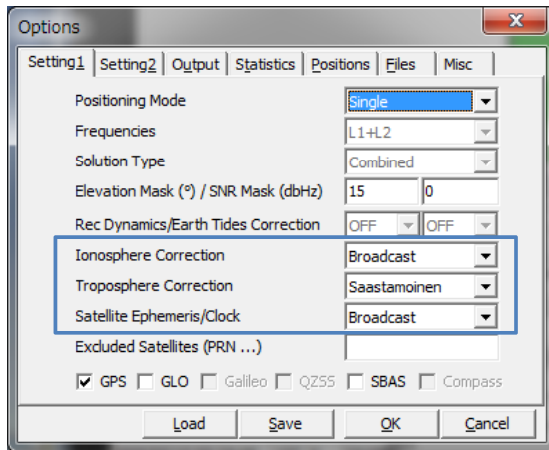 Options
Setting1 Setting2 Output Statistics Positions Files Misc
Positioning Mode Single
Frequencies L1+L2
Solution Type Combined
Elevation Mask (°) / SNR Mask (dbHz) 15 0
Rec Dynamics/Earth Tides Correction OFF OFF
Ionosphere Correction Broadcast
Troposphere Correction Saastamoinen
Satellite Ephemeris/Clock Broadcast
Excluded Satellites (PRN ...)
GPS GLO Galileo QZSS SBAS Compass
Load Save OK Cancel